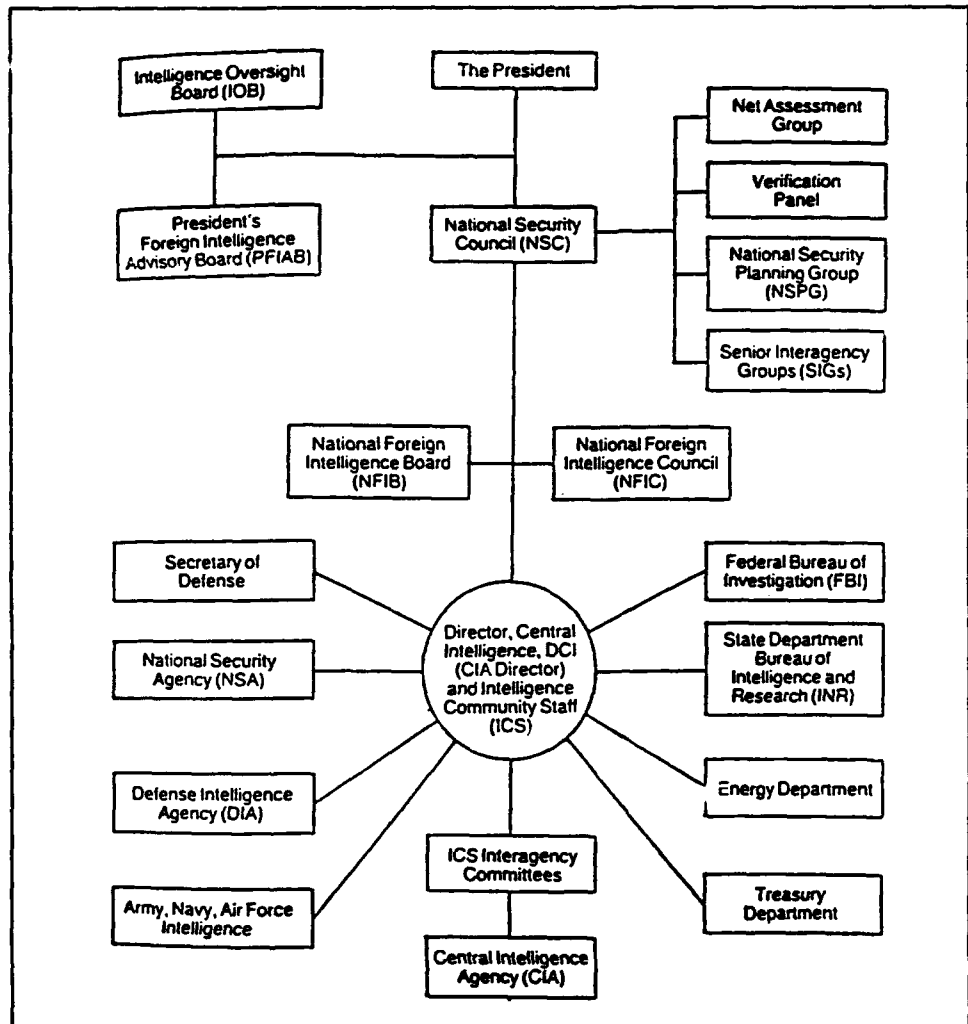 Intelligence Oversight
Board (IOB)
The President
Net Assessment
Group
Verification
Panel
President's
Foreign Intelligence
Advisory Board (PFIAB)
National Security
Council (NSC)
National Security
Planning Group
(NSPG)
Senior Interagency
Groups (SIGs)
National Foreign
Intelligence Board
(NFIB)
National Foreign
Intelligence Council
(NFIC)
Secretary of
Defense
Federal Bureau of
Investigation (FBI)
Director, Central
Intelligence, DCI
(CIA Director)
and Intelligence
Community Staff
(ICS)
National Security
Agency (NSA)
State Department
Bureau of
Intelligence and
Research (INR)
Defense Intelligence
Agency (DIA)
Energy Department
ICS Interagency
Committees
Army, Navy, Air Force
Intelligence
Treasury
Department
Central Intelligence
Agency (CIA)